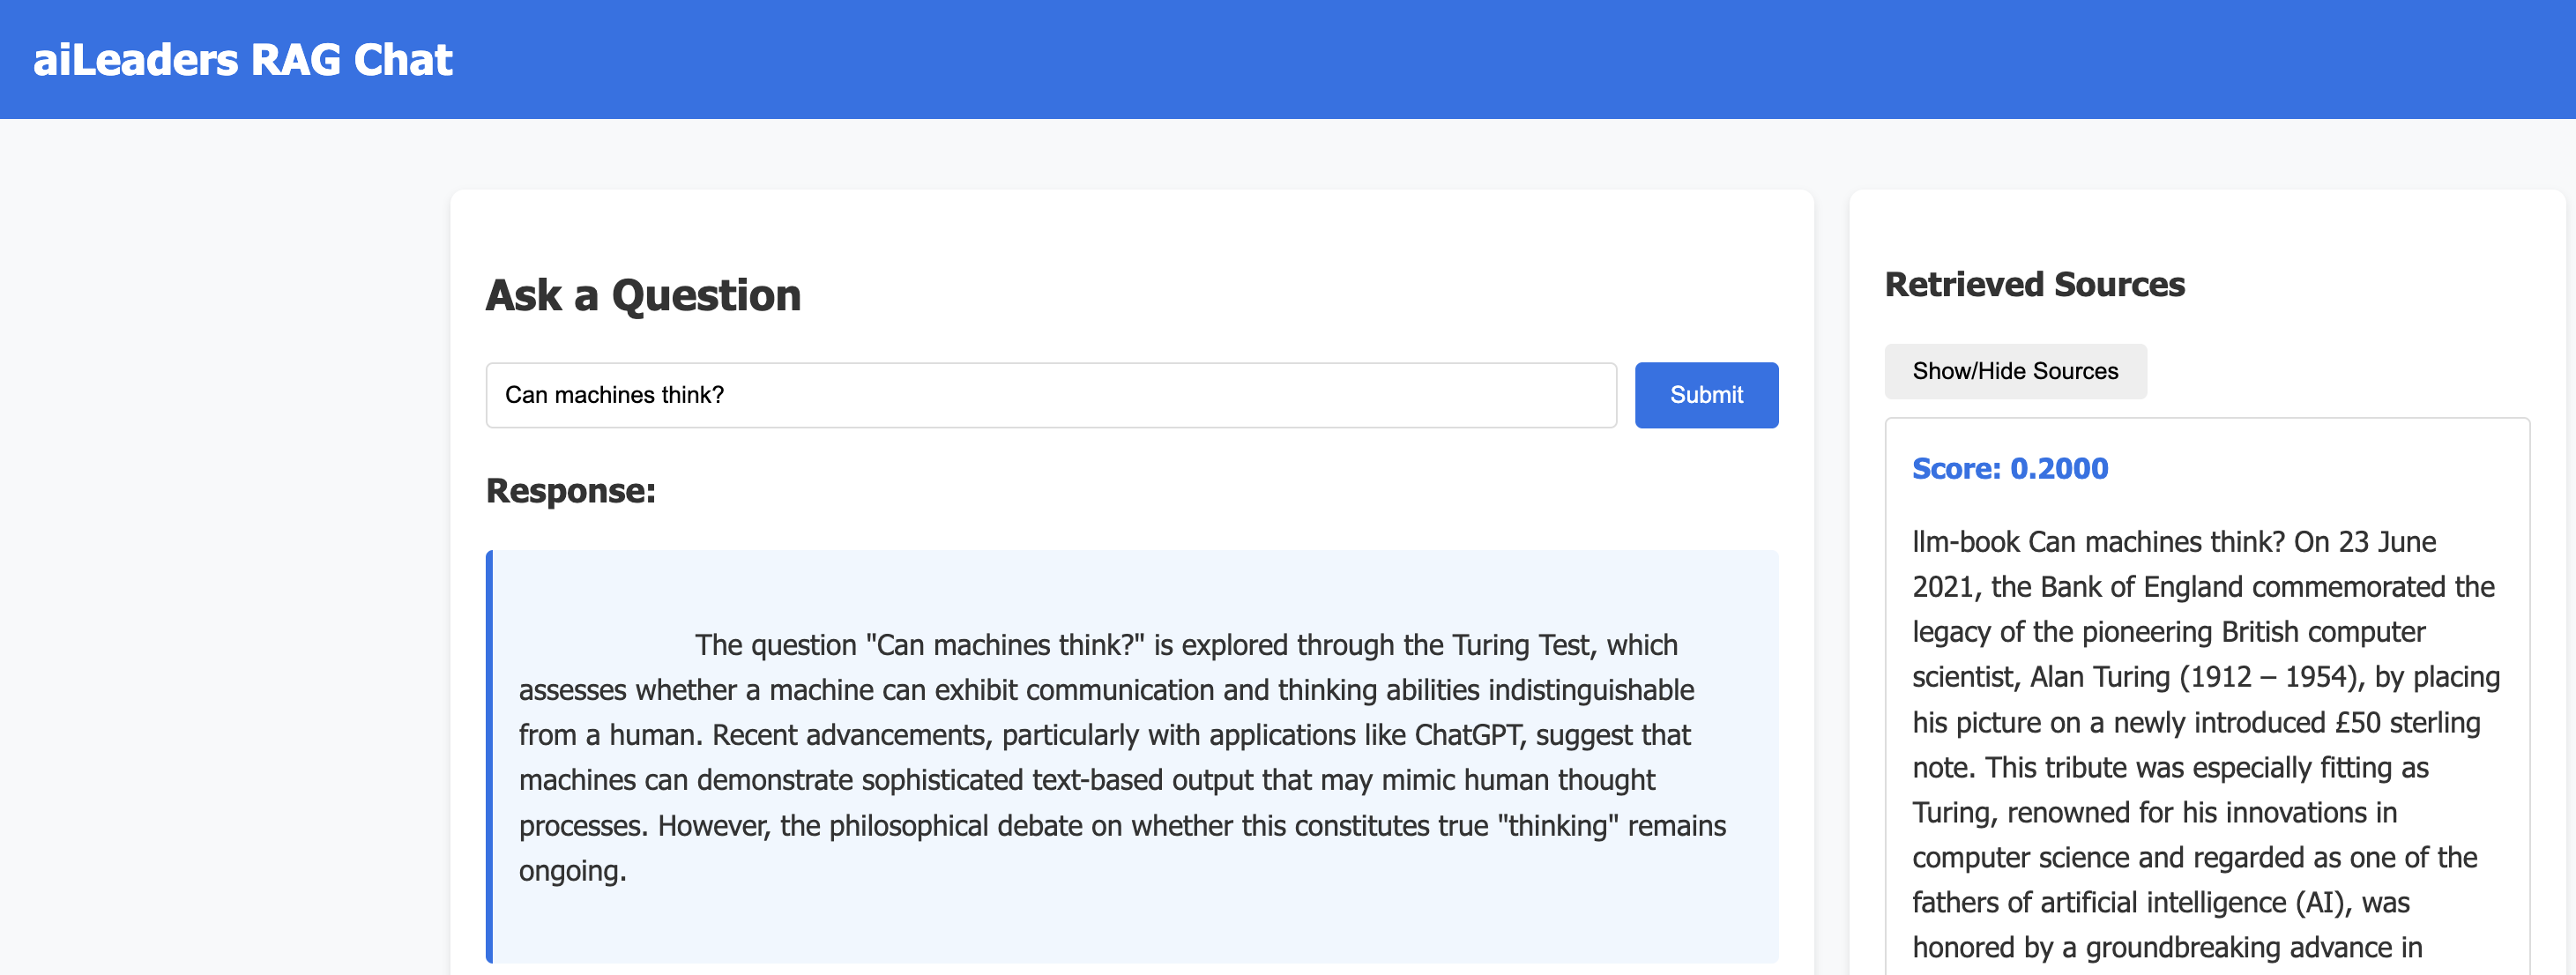 aiLeaders RAG Chat
Ask a Question
Can machines think?
Submit
Response:
The question "Can machines think?" is explored through the Turing Test, which
assesses whether a machine can exhibit communication and thinking abilities indistinguishable
from a human. Recent advancements, particularly with applications like ChatGPT, suggest that
machines can demonstrate sophisticated text-based output that may mimic human thought
processes. However, the philosophical debate on whether this constitutes true "thinking" remains
ongoing.
Retrieved Sources
Show/Hide Sources
Score: 0.2000
llm-book Can machines think? On 23 June
2021, the Bank of England commemorated the
legacy of the pioneering British computer
scientist, Alan Turing (1912 – 1954), by placing
his picture on a newly introduced £50 sterling
note. This tribute was especially fitting as
Turing, renowned for his innovations in
computer science and regarded as one of the
fathers of artificial intelligence (AI), was
honored by a groundbreaking advance in